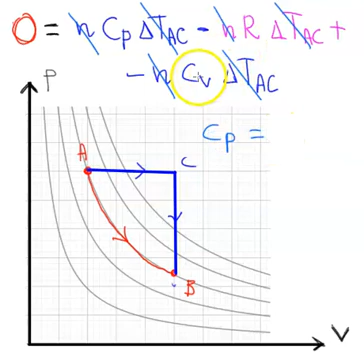 0 = n Cp ΔTAC - n R ΔTAC +
- n Cv ΔTAC
P
Cp =
A
C
B
V